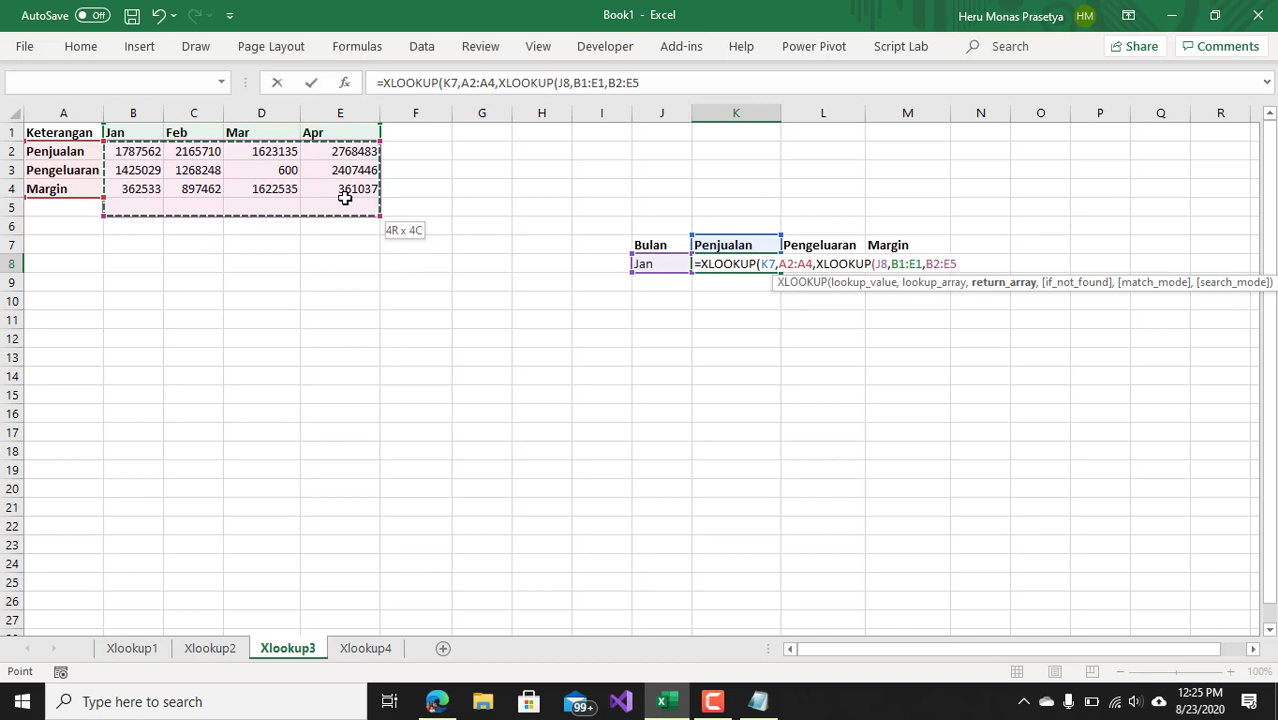 AutoSave Off
Book1 - Excel
Heru Monas Prasetya HM
File Home Insert Draw Page Layout Formulas Data Review View Developer Add-ins Help Power Pivot Script Lab Search Share Comments
=XLOOKUP(K7,A2:A4,XLOOKUP(J8,B1:E1,B2:E5
A B C D E F G H I J K L M N O P Q R
1 Keterangan Jan Feb Mar Apr
2 Penjualan 1787562 2165710 1623135 2768483
3 Pengeluaran 1425029 1268248 600 2407446
4 Margin 362533 897462 1622535 361037
5
6 4R x 4C
7 Bulan Penjualan Pengeluaran Margin
8 Jan =XLOOKUP(K7,A2:A4,XLOOKUP(J8,B1:E1,B2:E5
9 XLOOKUP(lookup_value, lookup_array, return_array, [if_not_found], [match_mode], [search_mode])
10
11
12
13
14
15
16
17
18
19
20
21
22
23
24
25
26
27
Xlookup1 Xlookup2 Xlookup3 Xlookup4
Point 100%
Type here to search 99+
12:25 PM
8/23/2020